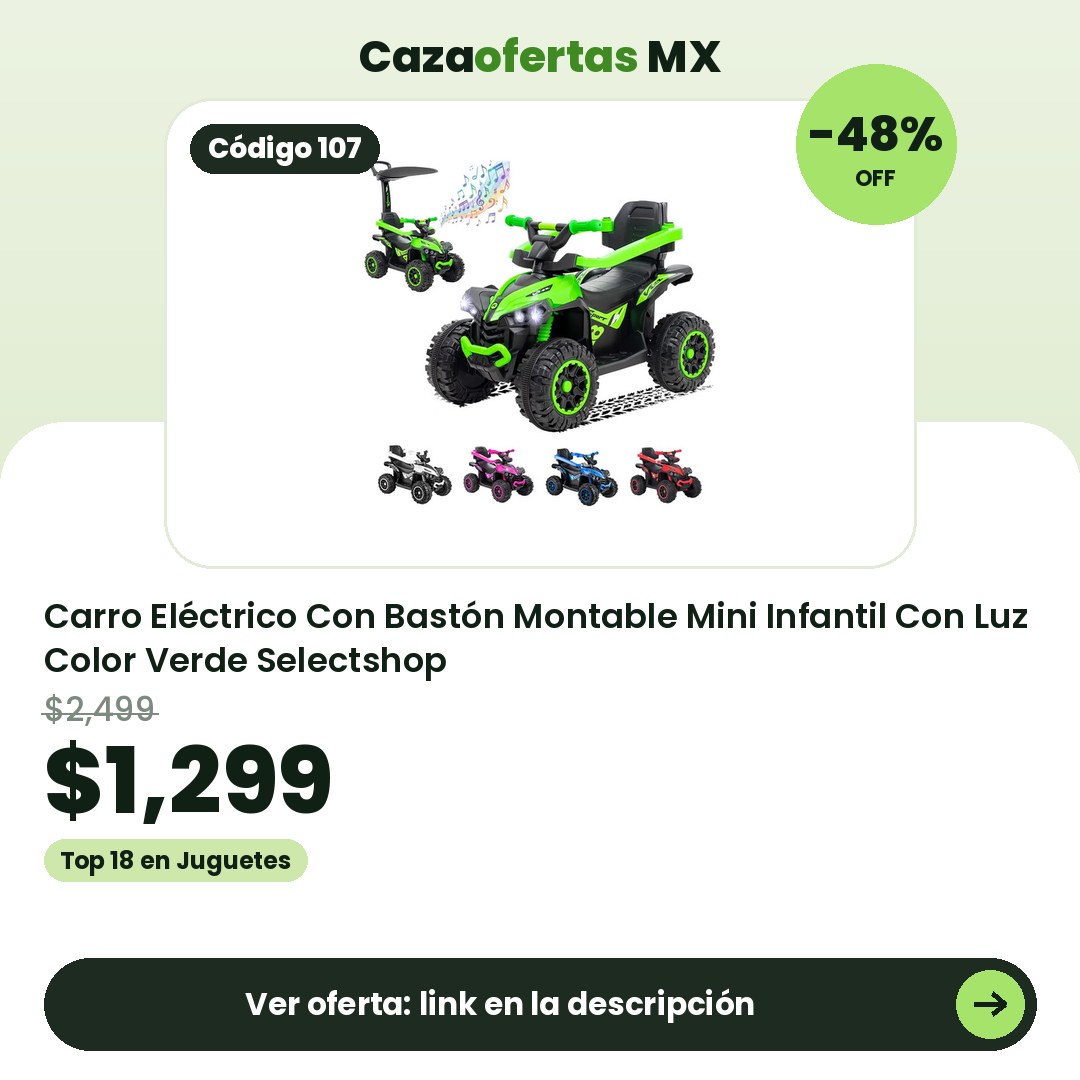 Cazaofertas MX
Código 107
-48%
OFF
Carro Eléctrico Con Bastón Montable Mini Infantil Con Luz
Color Verde Selectshop
$2,499
$1,299
Top 18 en Juguetes
Ver oferta: link en la descripción